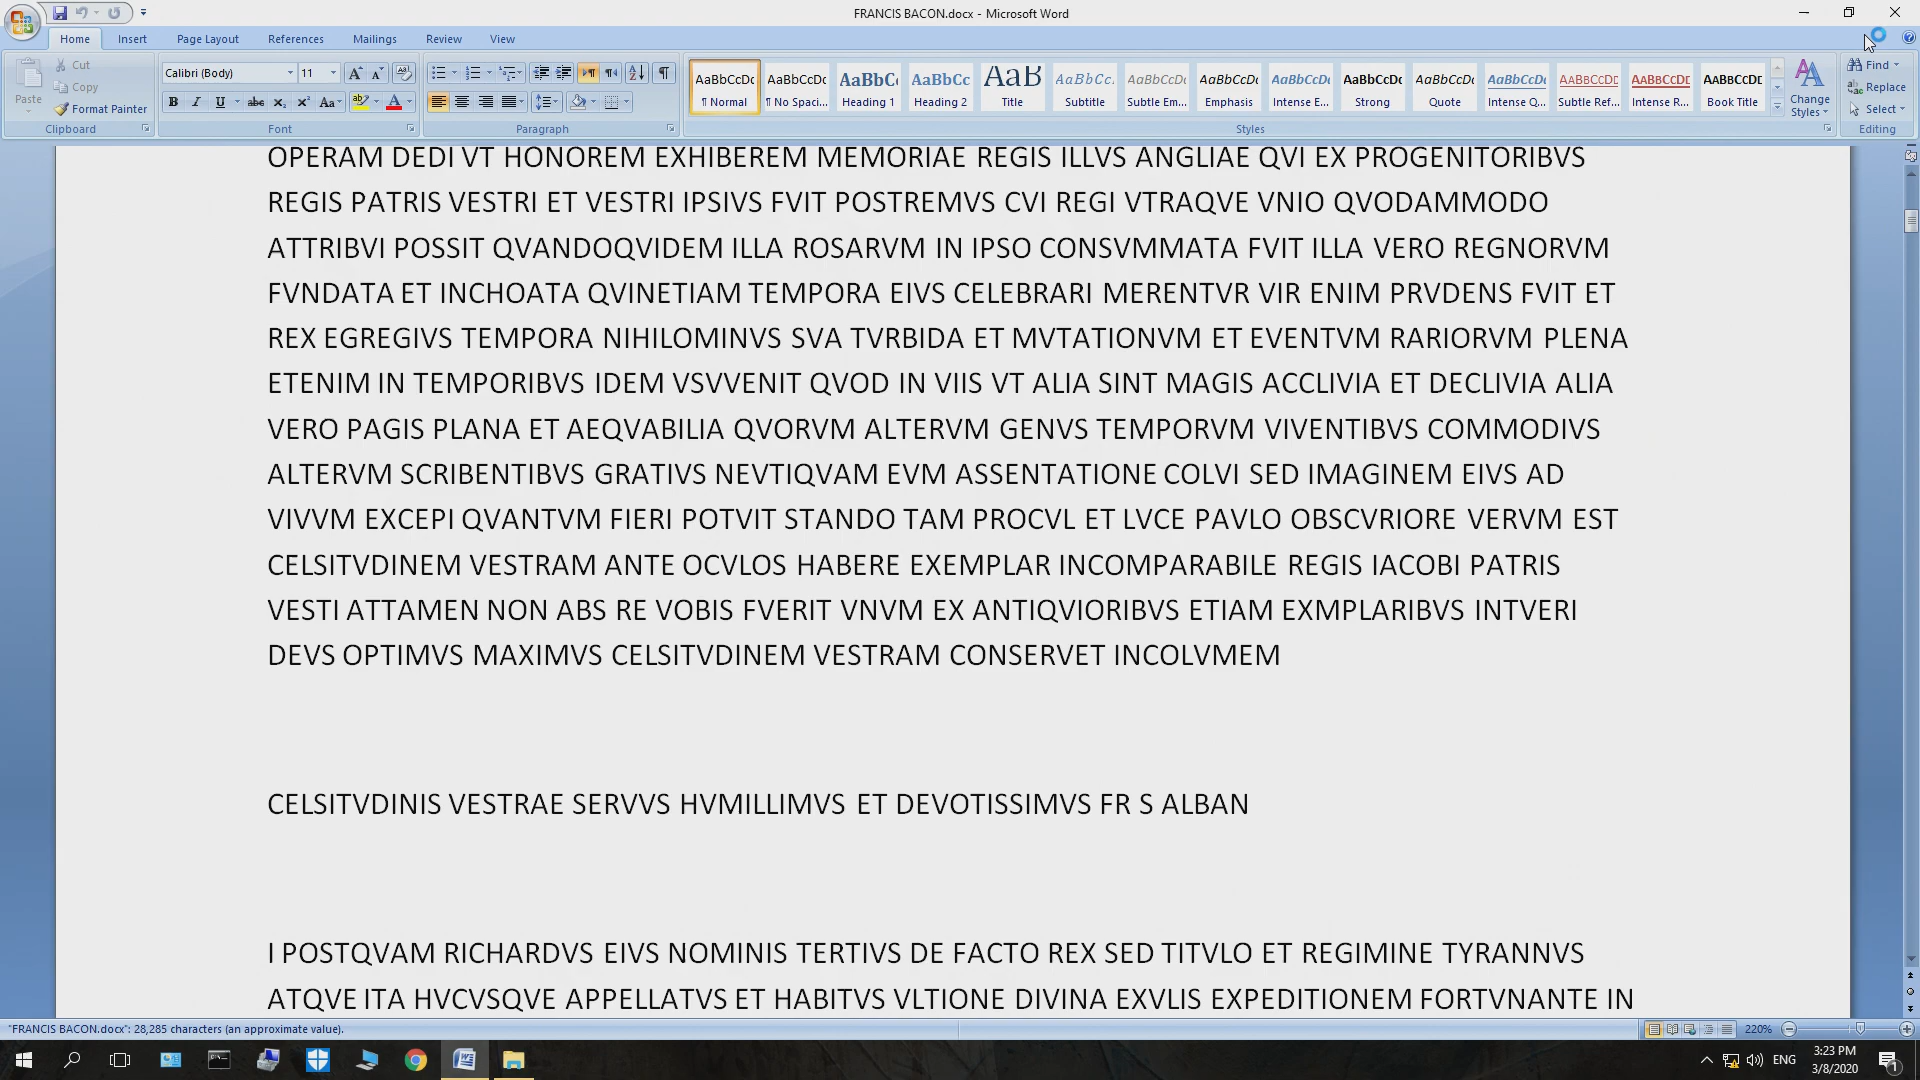 FRANCIS BACON.docx - Microsoft Word
Home Insert Page Layout References Mailings Review View
Paste
Cut
Copy
Format Painter
Clipboard
Calibri (Body) 11
Font
Paragraph
AaBbCcDc AaBbCcDc AaBbC( AaBbCc AaB AaBbCc. AaBbCcDc AaBbCcDc AaBbCcDc AaBbCcDc AaBbCcDc AaBbCcDc AABBCCDD AABBCCDD AABBCCDD
¶ Normal ¶ No Spaci... Heading 1 Heading 2 Title Subtitle Subtle Em... Emphasis Intense E... Strong Quote Intense Q... Subtle Ref... Intense R... Book Title
Styles
Change Styles
Find
Replace
Select
Editing
OPERAM DEDI VT HONOREM EXHIBEREM MEMORIAE REGIS ILLVS ANGLIAE QVI EX PROGENITORIBVS
REGIS PATRIS VESTRI ET VESTRI IPSIVS FVIT POSTREMVS CVI REGI VTRAQVE VNIO QVODAMMODO
ATTRIBVI POSSIT QVANDOQVIDEM ILLA ROSARVM IN IPSO CONSVMMATA FVIT ILLA VERO REGNORVM
FVNDATA ET INCHOATA QVINETIAM TEMPORA EIVS CELEBRARI MERENTVR VIR ENIM PRVDENS FVIT ET
REX EGREGIVS TEMPORA NIHILOMINVS SVA TVRBIDA ET MVTATIONVM ET EVENTVM RARIORVM PLENA
ETENIM IN TEMPORIBVS IDEM VSVVENIT QVOD IN VIIS VT ALIA SINT MAGIS ACCLIVIA ET DECLIVIA ALIA
VERO PAGIS PLANA ET AEQVABILIA QVORVM ALTERVM GENVS TEMPORVM VIVENTIBVS COMMODIVS
ALTERVM SCRIBENTIBVS GRATIVS NEVTIQVAM EVM ASSENTATIONE COLVI SED IMAGINEM EIVS AD
VIVVM EXCEPI QVANTVM FIERI POTVIT STANDO TAM PROCVL ET LVCE PAVLO OBSCVRIORE VERVM EST
CELSITVDINEM VESTRAM ANTE OCVLOS HABERE EXEMPLAR INCOMPARABILE REGIS IACOBI PATRIS
VESTI ATTAMEN NON ABS RE VOBIS FVERIT VNVM EX ANTIQVIORIBVS ETIAM EXMPLARIBVS INTVERI
DEVS OPTIMVS MAXIMVS CELSITVDINEM VESTRAM CONSERVET INCOLVMEM
CELSITVDINIS VESTRAE SERVVS HVMILLIMVS ET DEVOTISSIMVS FR S ALBAN
I POSTQVAM RICHARDVS EIVS NOMINIS TERTIVS DE FACTO REX SED TITVLO ET REGIMINE TYRANNVS
ATQVE ITA HVCVSQVE APPELLATVS ET HABITVS VLTIONE DIVINA EXVLIS EXPEDITIONEM FORTVNANTE IN
"FRANCIS BACON.docx": 28,285 characters (an approximate value).
220%
ENG
3:23 PM
3/8/2020